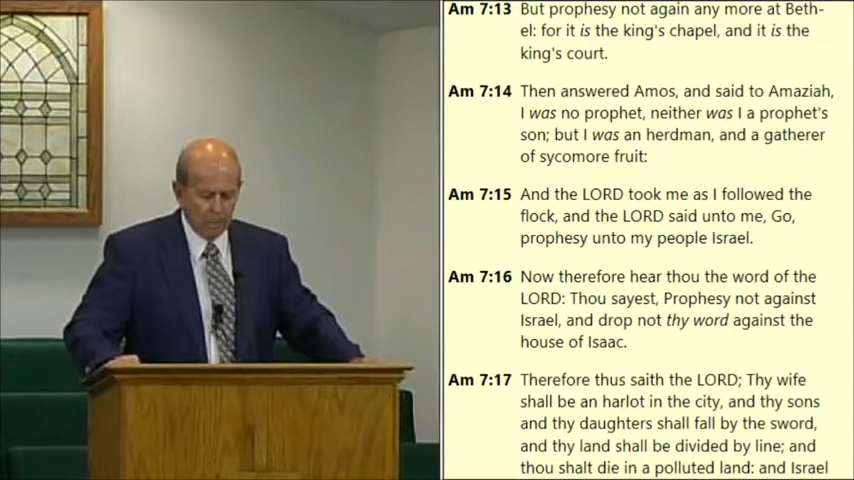 Am 7:13 But prophesy not again any more at Beth-
el: for it is the king's chapel, and it is the
king's court.
Am 7:14 Then answered Amos, and said to Amaziah,
I was no prophet, neither was I a prophet's
son; but I was an herdman, and a gatherer
of sycomore fruit:
Am 7:15 And the LORD took me as I followed the
flock, and the LORD said unto me, Go,
prophesy unto my people Israel.
Am 7:16 Now therefore hear thou the word of the
LORD: Thou sayest, Prophesy not against
Israel, and drop not thy word against the
house of Isaac.
Am 7:17 Therefore thus saith the LORD; Thy wife
shall be an harlot in the city, and thy sons
and thy daughters shall fall by the sword,
and thy land shall be divided by line; and
thou shalt die in a polluted land: and Israel